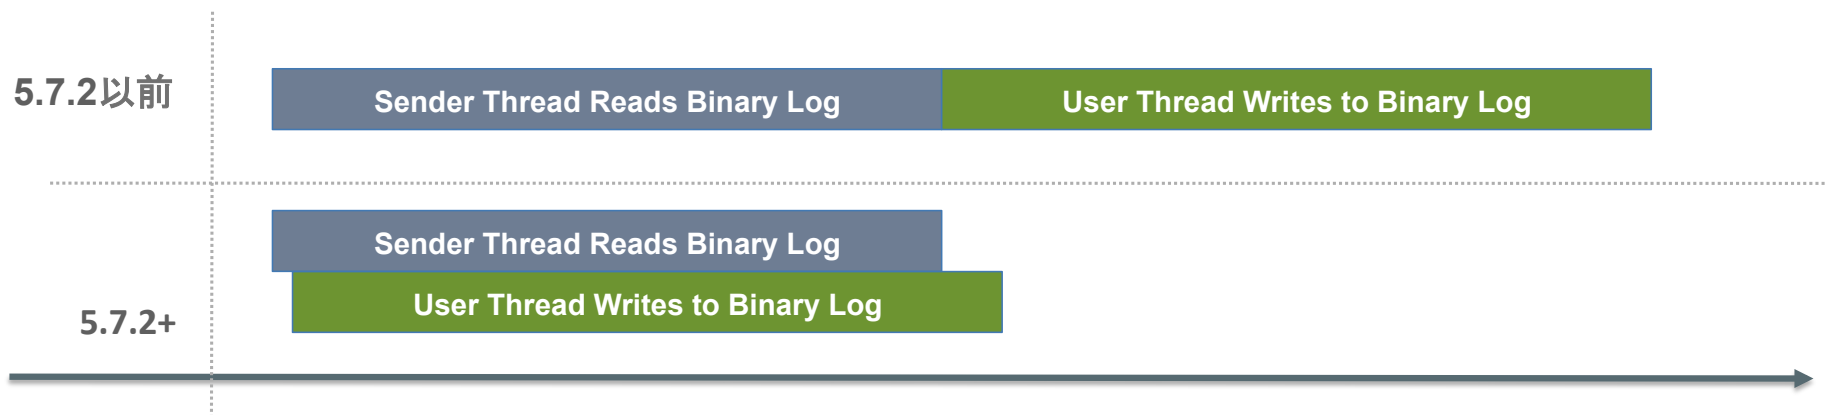 5.7.2以前
Sender Thread Reads Binary Log
User Thread Writes to Binary Log
Sender Thread Reads Binary Log
User Thread Writes to Binary Log
5.7.2+